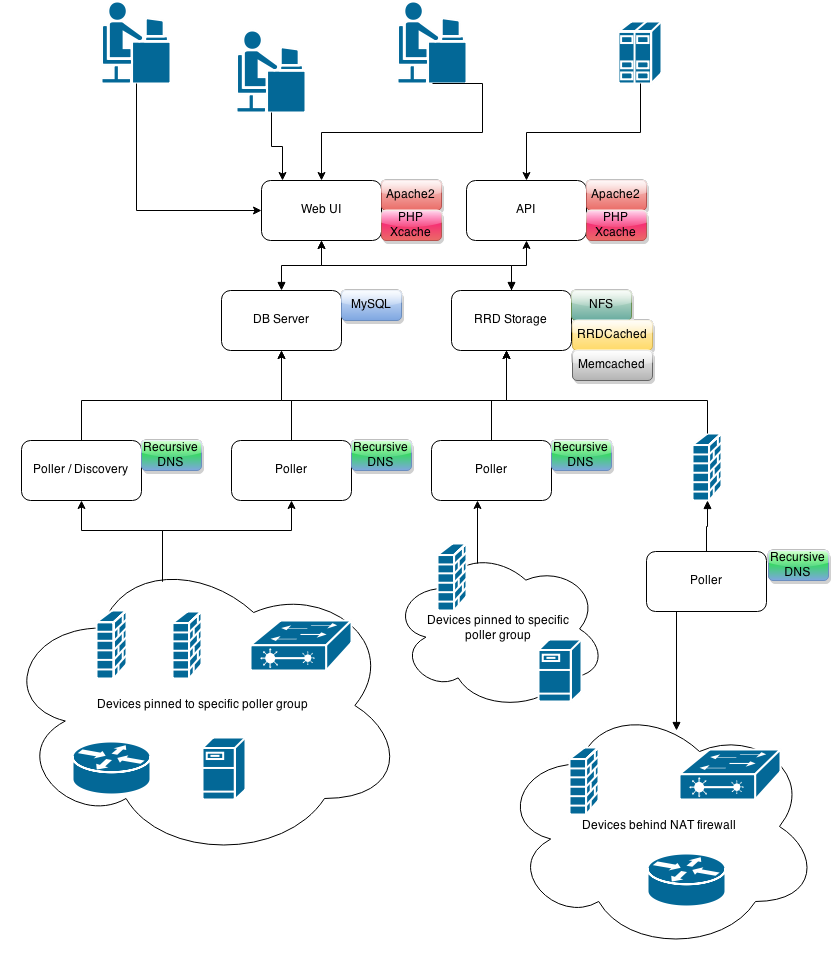 Web UI
Apache2
PHP
Xcache
API
Apache2
PHP
Xcache
DB Server
MySQL
RRD Storage
NFS
RRDCached
Memcached
Poller / Discovery
Recursive
DNS
Poller
Recursive
DNS
Poller
Recursive
DNS
Poller
Recursive
DNS
Devices pinned to specific
poller group
Devices pinned to specific poller group
Devices behind NAT firewall